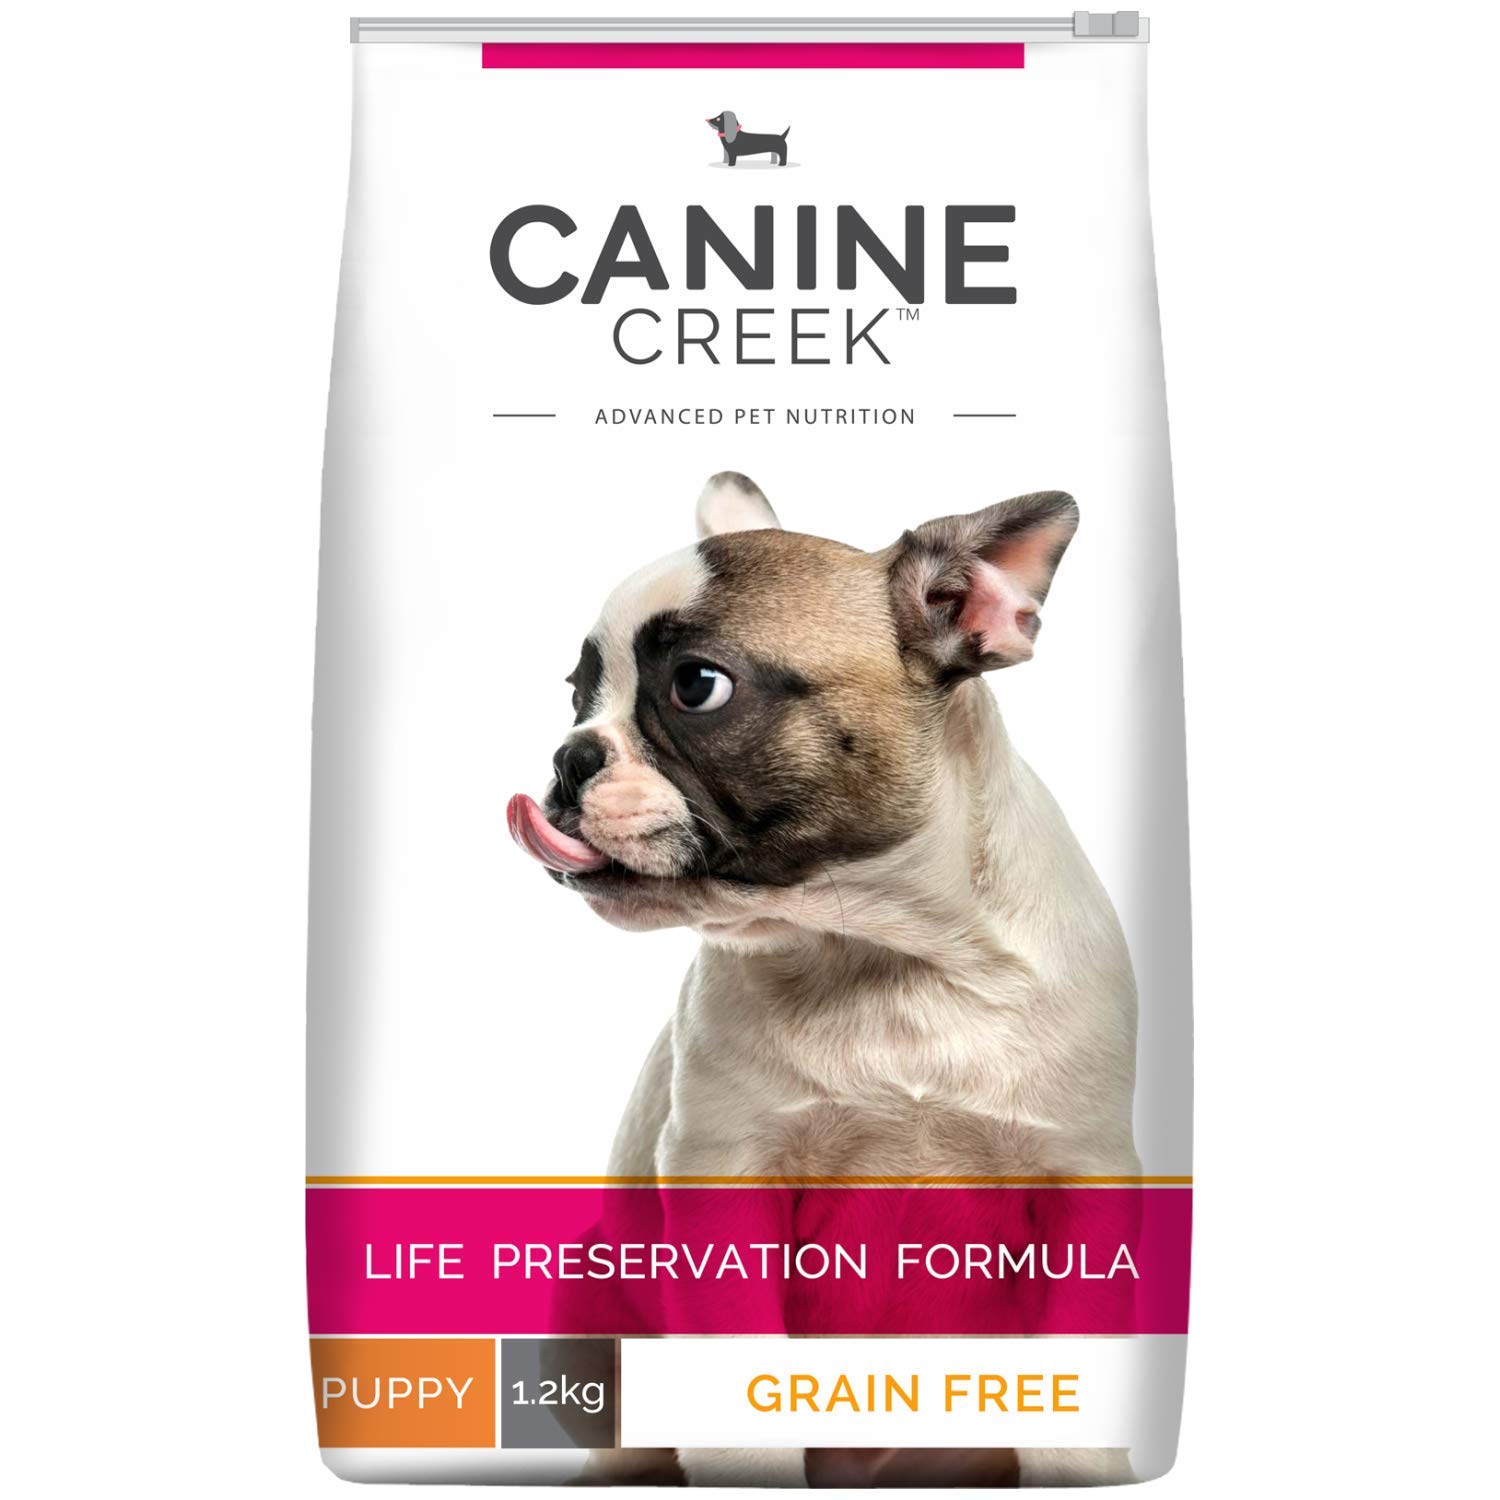 CANINE
CREEK™
ADVANCED PET NUTRITION
LIFE PRESERVATION FORMULA
PUPPY 1.2kg GRAIN FREE